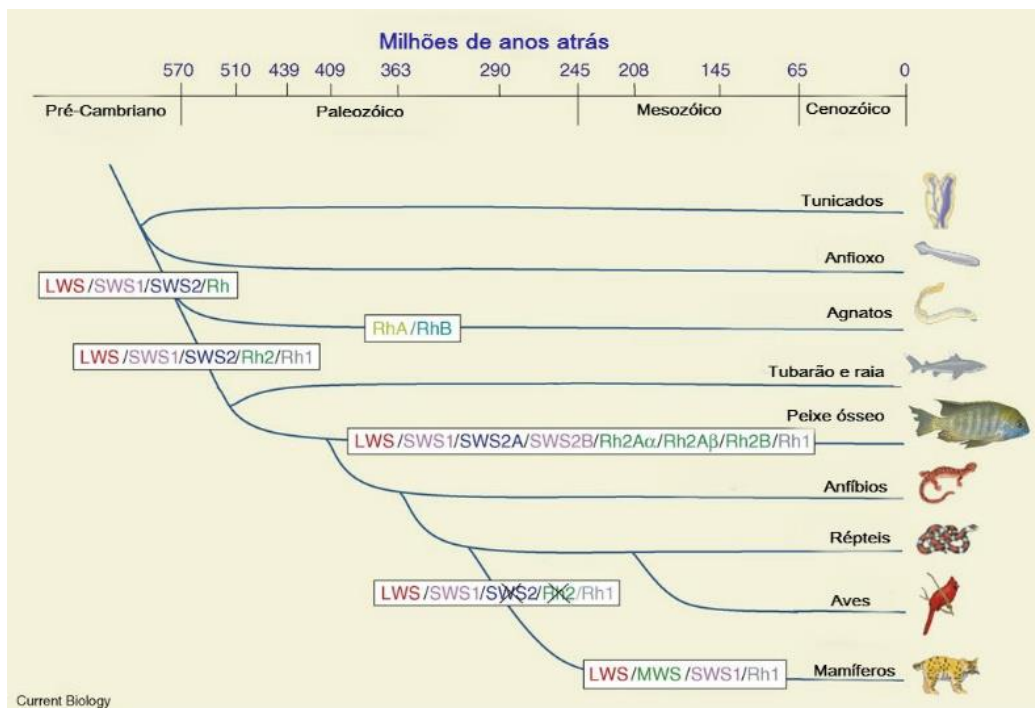 Milhões de anos atrás
570 510 439 409 363 290 245 208 145 65 0
Pré-Cambriano Paleozóico Mesozóico Cenozóico
Tunicados
Anfioxo
LWS/SWS1/SWS2/Rh
Agnatos
RhA/RhB
LWS/SWS1/SWS2/Rh2/Rh1
Tubarão e raia
Peixe ósseo
LWS/SWS1/SWS2A/SWS2B/Rh2Aα/Rh2Aβ/Rh2B/Rh1
Anfíbios
Répteis
LWS/SWS1/SWS2/Rh2/Rh1
Aves
LWS/MWS/SWS1/Rh1
Mamíferos
Current Biology